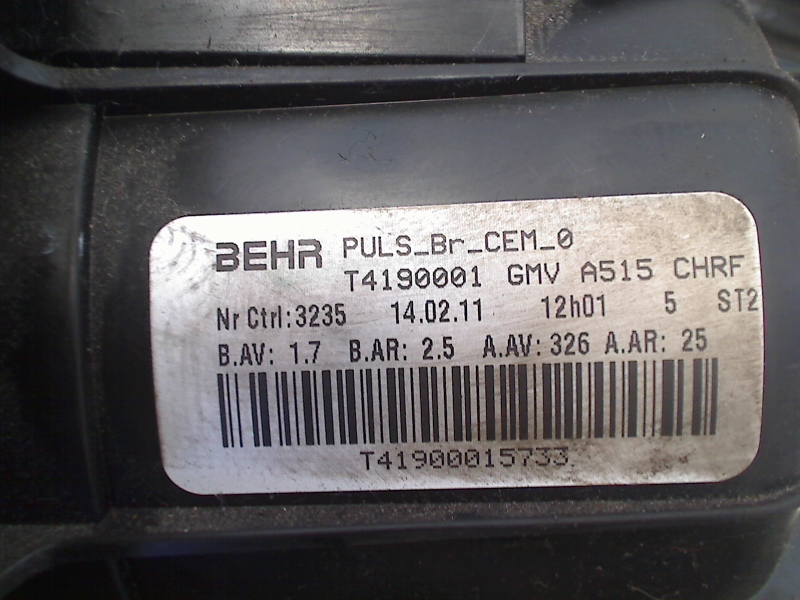 BEHR PULS_Br_CEM_0
T4190001 GMV A515 CHRF
Nr Ctrl:3235 14.02.11 12h01 5 ST2
B.AV: 1.7 B.AR: 2.5 A.AV: 326 A.AR: 25
T41900015733